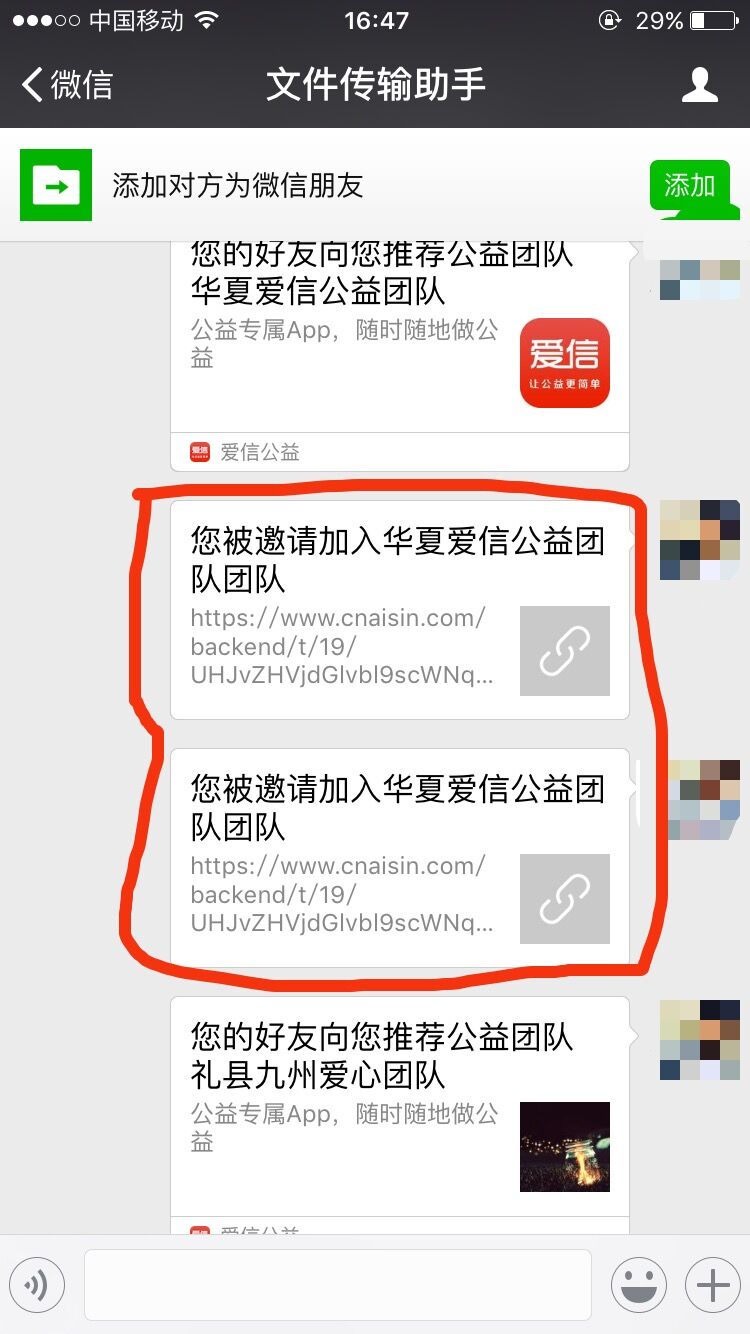 中国移动 16:47 29%
微信 文件传输助手
添加对方为微信朋友 添加
您的好友向您推荐公益团队
华夏爱信公益团队
公益专属App，随时随地做公
益
爱信
让公益更简单
爱信 爱信公益
您被邀请加入华夏爱信公益团
队团队
https://www.cnaisin.com/
backend/t/19/
UHJvZHVjdGlvbl9scWNq...
您被邀请加入华夏爱信公益团
队团队
https://www.cnaisin.com/
backend/t/19/
UHJvZHVjdGlvbl9scWNq...
您的好友向您推荐公益团队
礼县九州爱心团队
公益专属App，随时随地做公
益
爱信公益